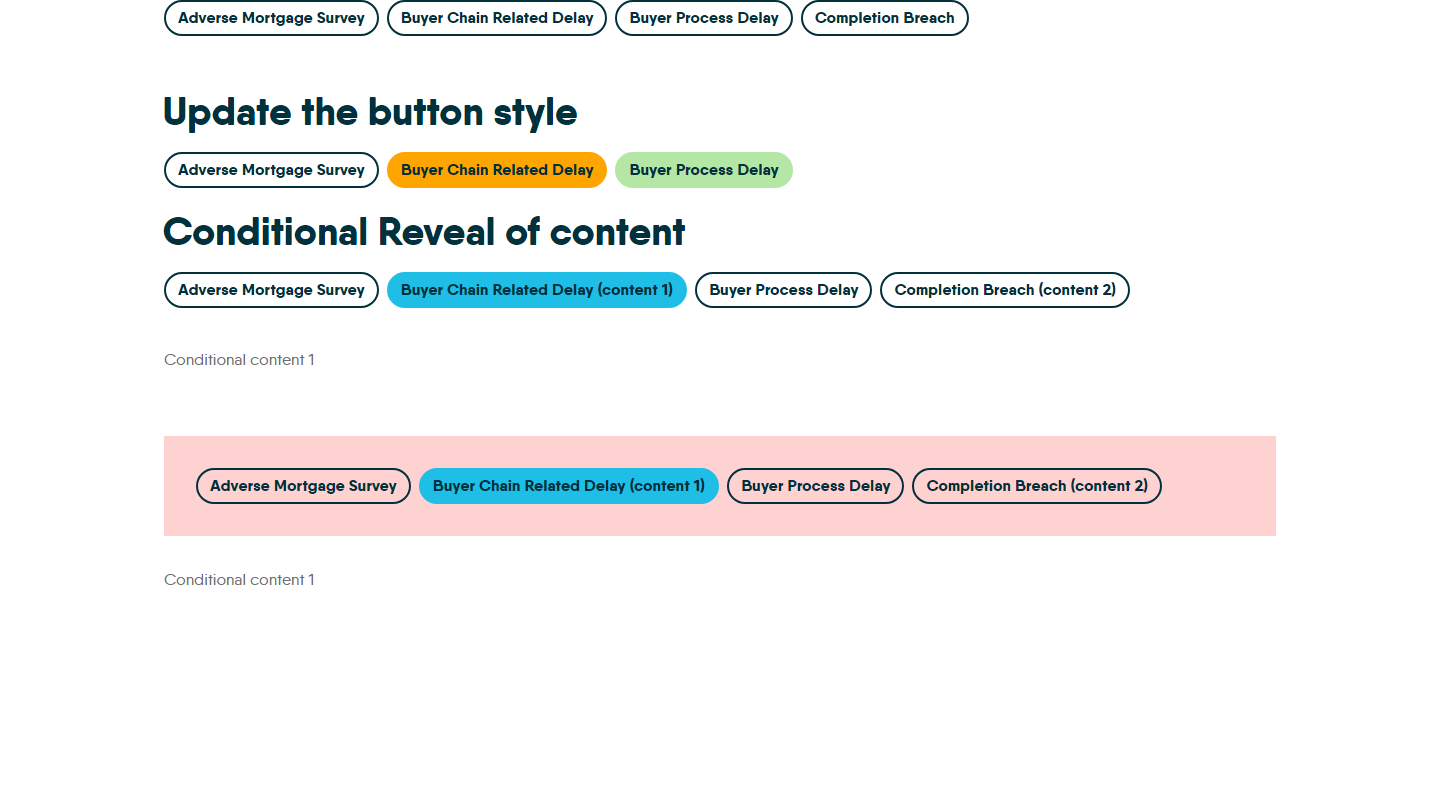 Adverse Mortgage Survey Buyer Chain Related Delay Buyer Process Delay Completion Breach
Update the button style
Adverse Mortgage Survey Buyer Chain Related Delay Buyer Process Delay
Conditional Reveal of content
Adverse Mortgage Survey Buyer Chain Related Delay (content 1) Buyer Process Delay Completion Breach (content 2)
Conditional content 1
Adverse Mortgage Survey Buyer Chain Related Delay (content 1) Buyer Process Delay Completion Breach (content 2)
Conditional content 1